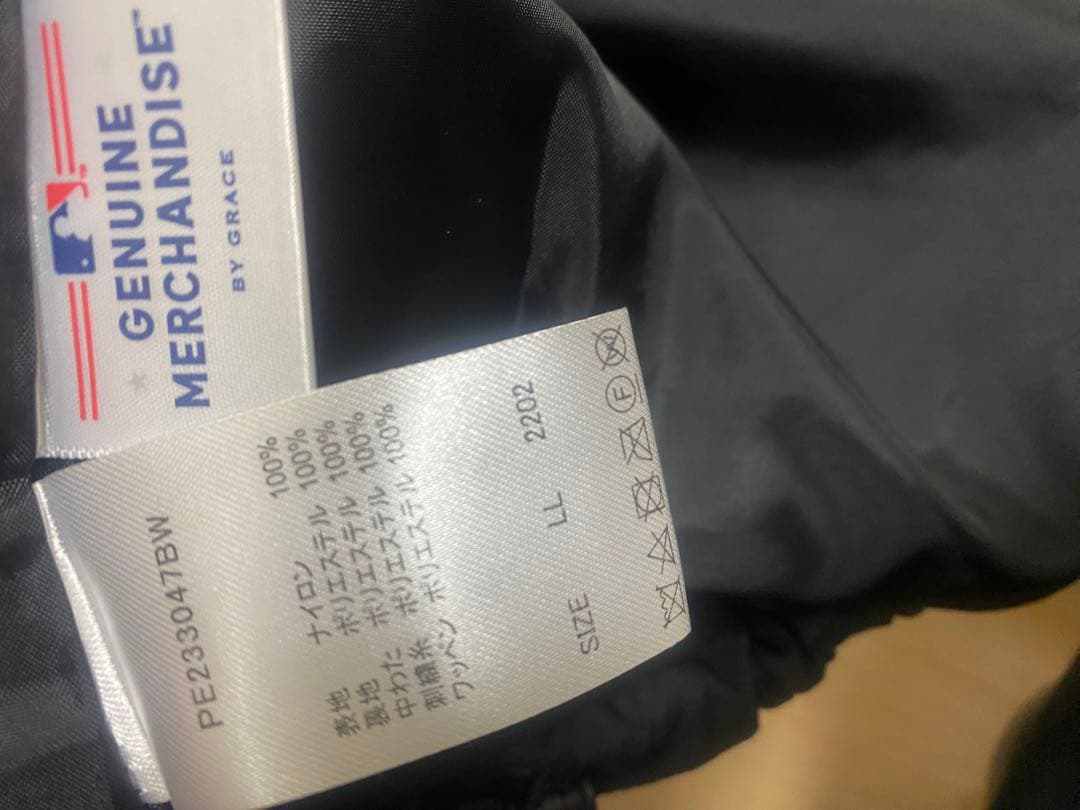 GENUINE
MERCHANDISE™
BY GRACE
PE233047BW
表地 ナイロン 100%
裏地 ポリエステル 100%
中わた ポリエステル 100%
刺繍糸 ポリエステル 100%
ワッペン ポリエステル 100%
SIZE LL 2202
F
W